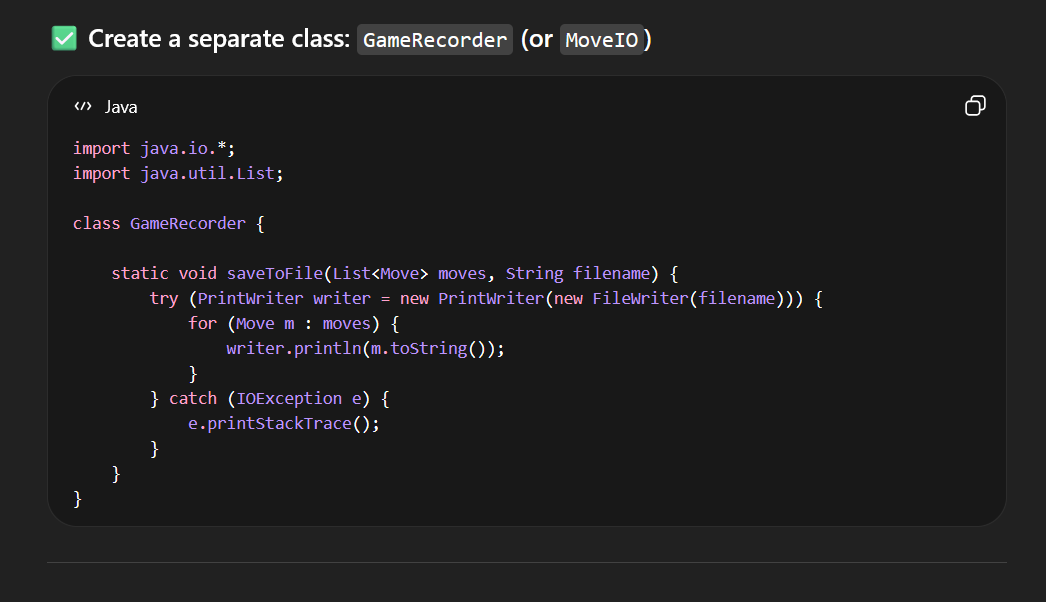 ✅ Create a separate class: GameRecorder (or MoveIO)
</> Java
import java.io.*;
import java.util.List;

class GameRecorder {

    static void saveToFile(List<Move> moves, String filename) {
        try (PrintWriter writer = new PrintWriter(new FileWriter(filename))) {
            for (Move m : moves) {
                writer.println(m.toString());
            }
        } catch (IOException e) {
            e.printStackTrace();
        }
    }
}